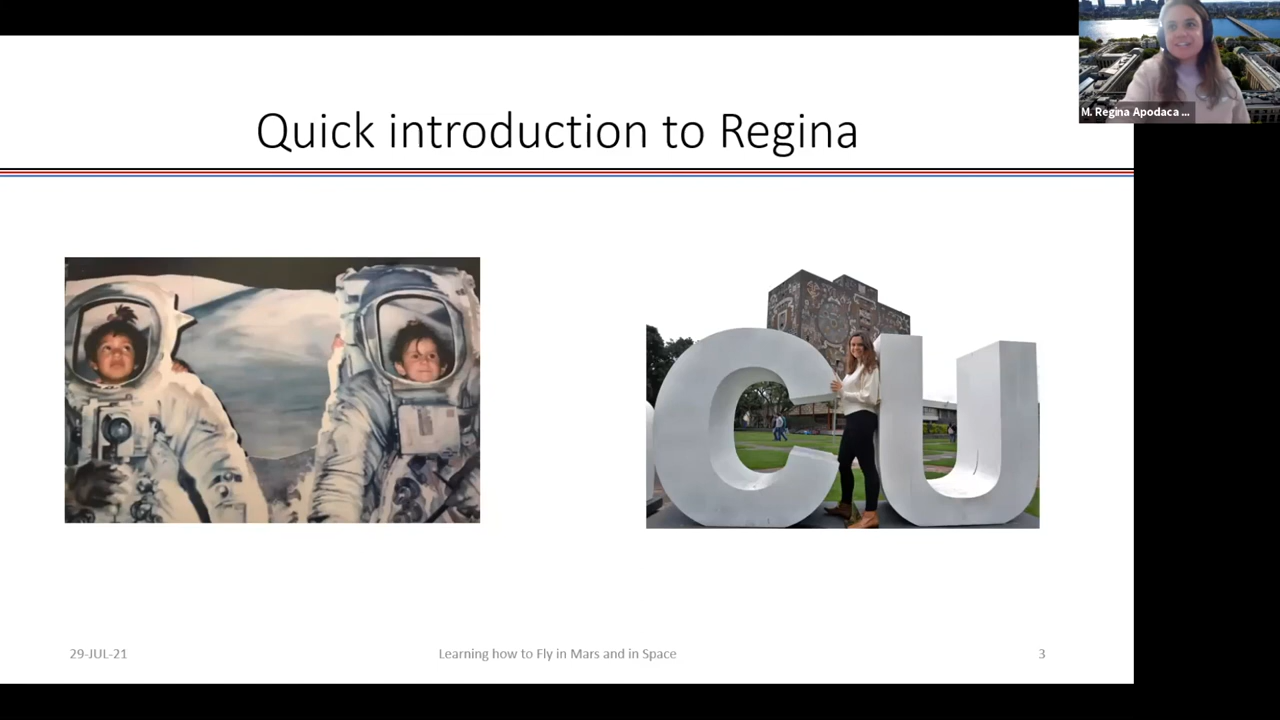 M. Regina Apodaca ...
Quick introduction to Regina
CU
29-JUL-21
Learning how to Fly in Mars and in Space
3